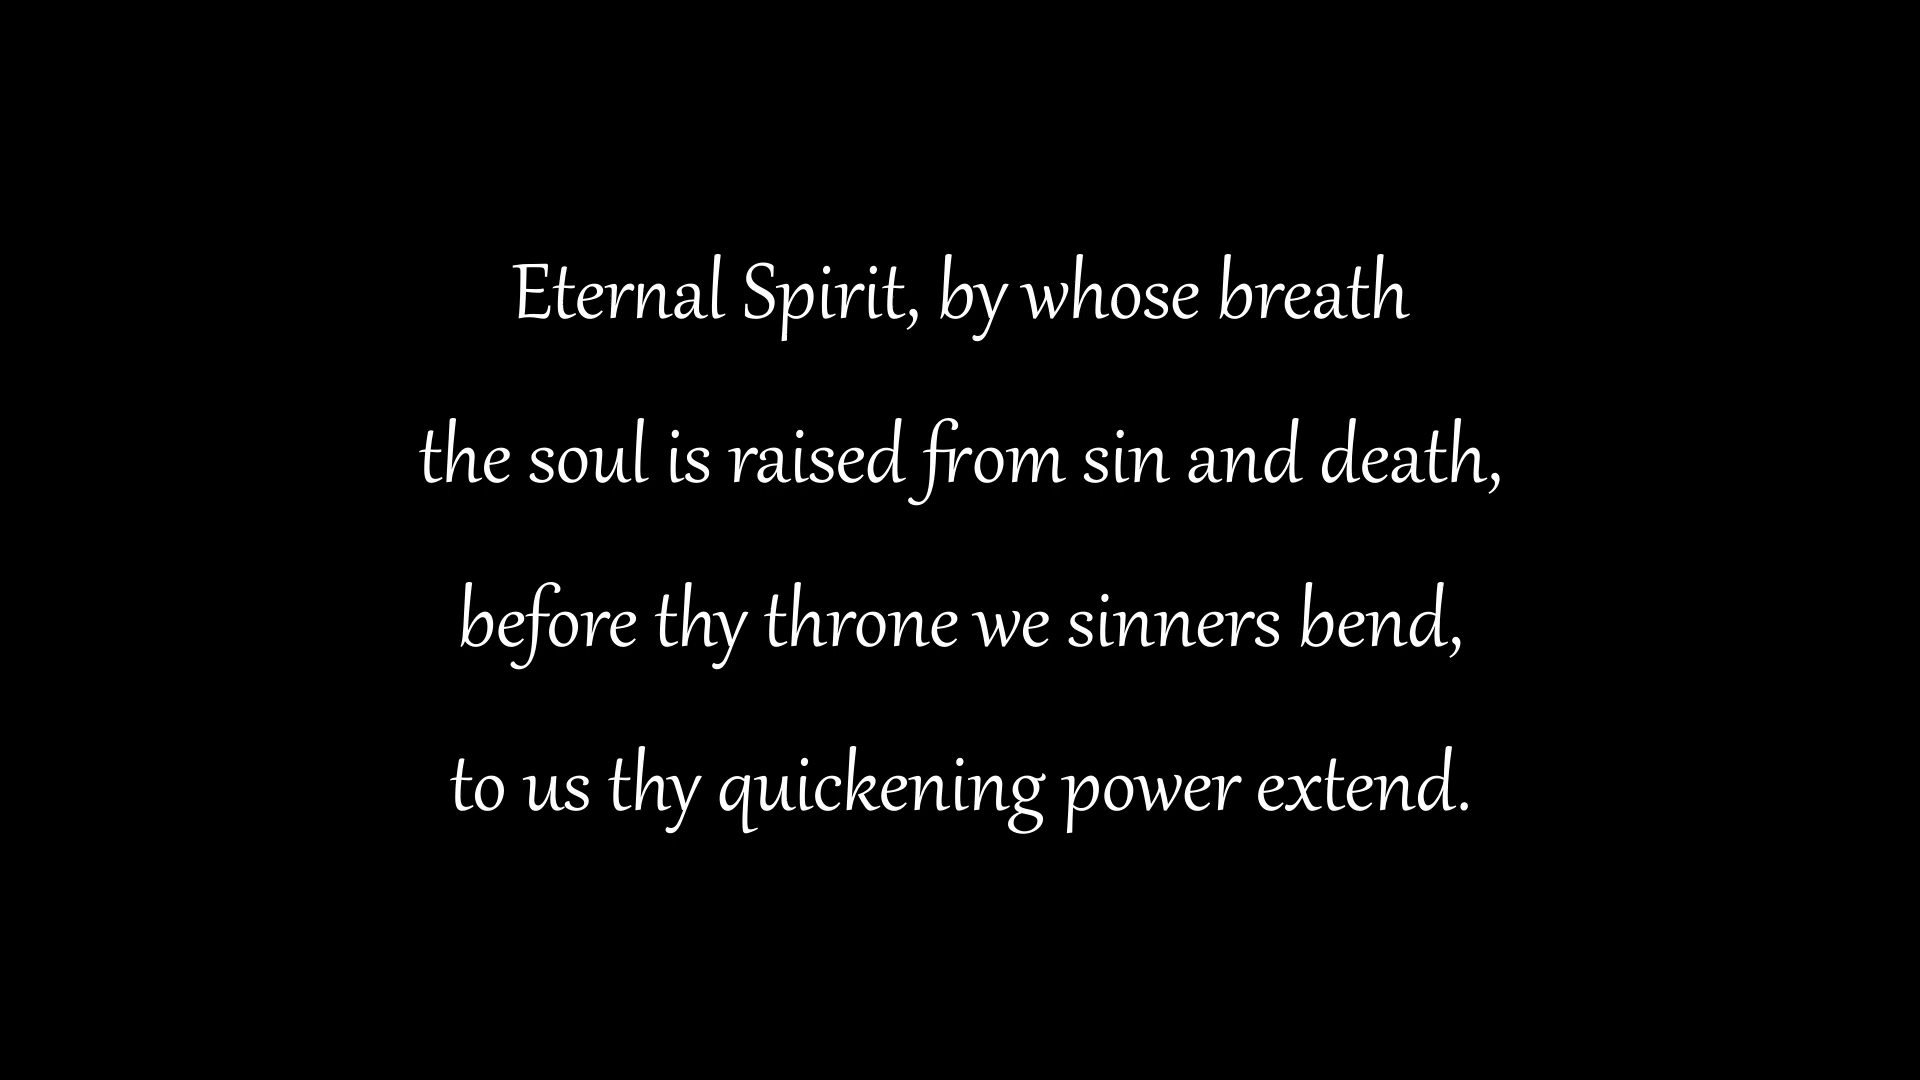 Eternal Spirit, by whose breath
the soul is raised from sin and death,
before thy throne we sinners bend,
to us thy quickening power extend.